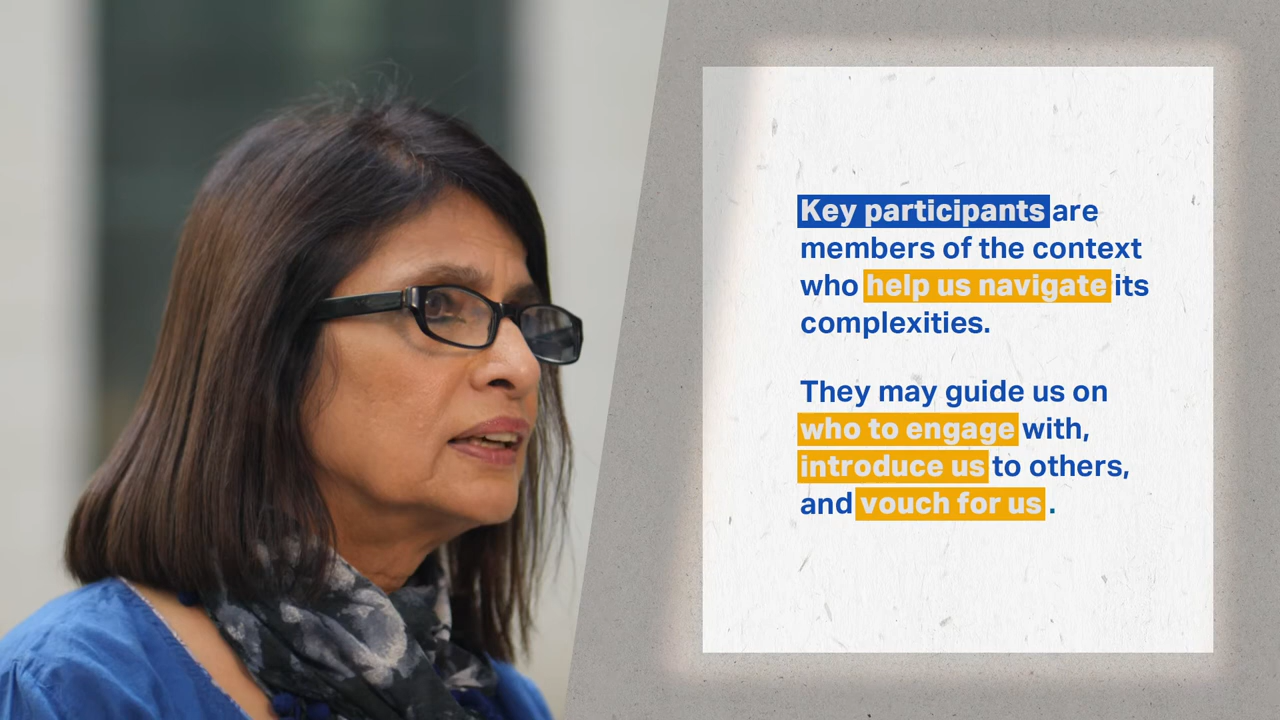 Key participants are
members of the context
who help us navigate its
complexities.
They may guide us on
who to engage with,
introduce us to others,
and vouch for us.